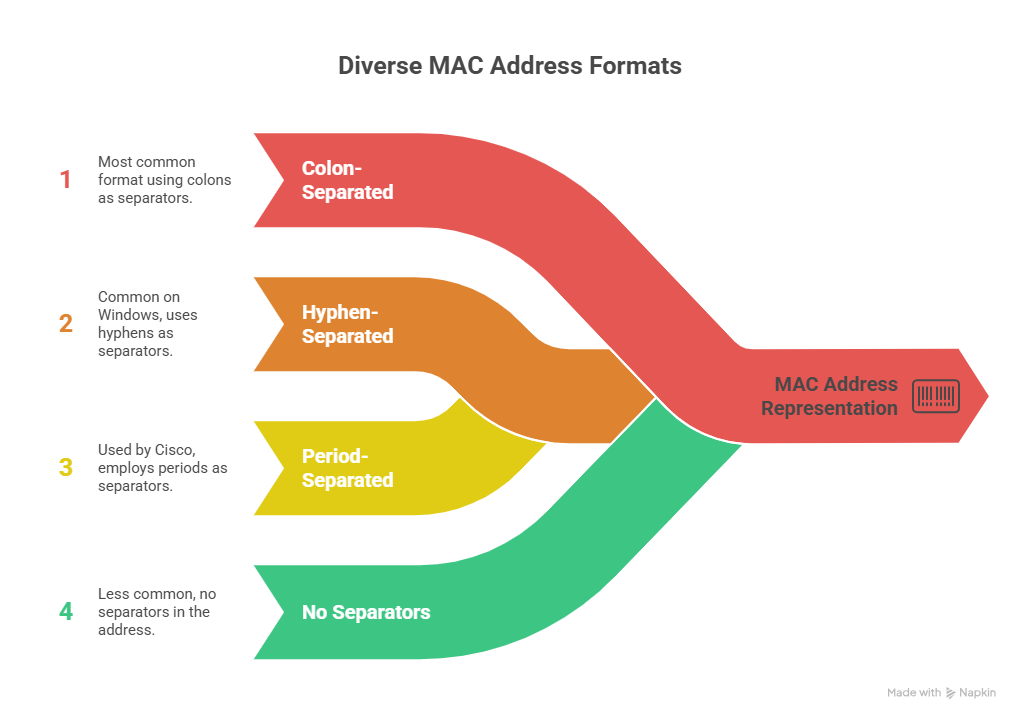 Diverse MAC Address Formats
1
Most common
format using colons
as separators.
Colon-
Separated
2
Common on
Windows, uses
hyphens as
separators.
Hyphen-
Separated
MAC Address
Representation
3
Used by Cisco,
employs periods as
separators.
Period-
Separated
4
Less common, no
separators in the
address.
No Separators
Made with Napkin